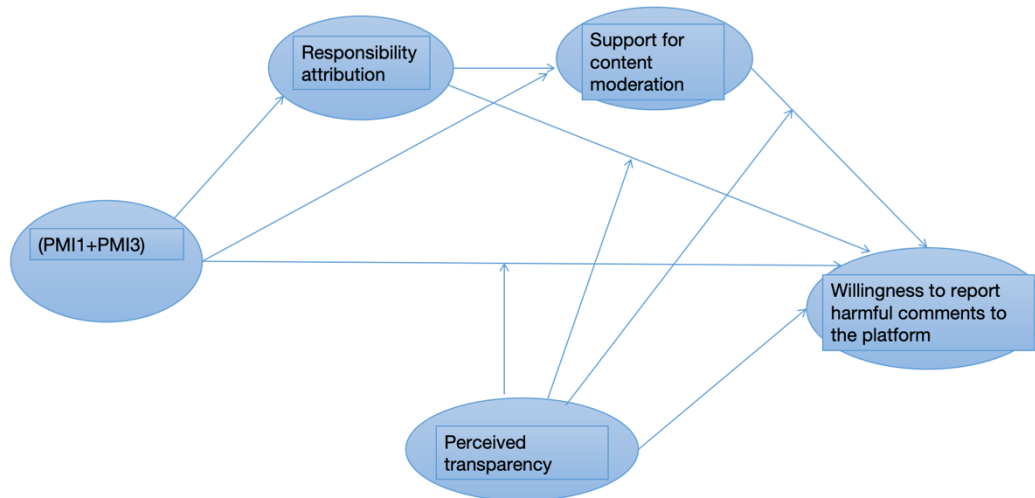 Responsibility
attribution
Support for
content
moderation
(PMI1+PMI3)
Willingness to report
harmful comments to
the platform
Perceived
transparency